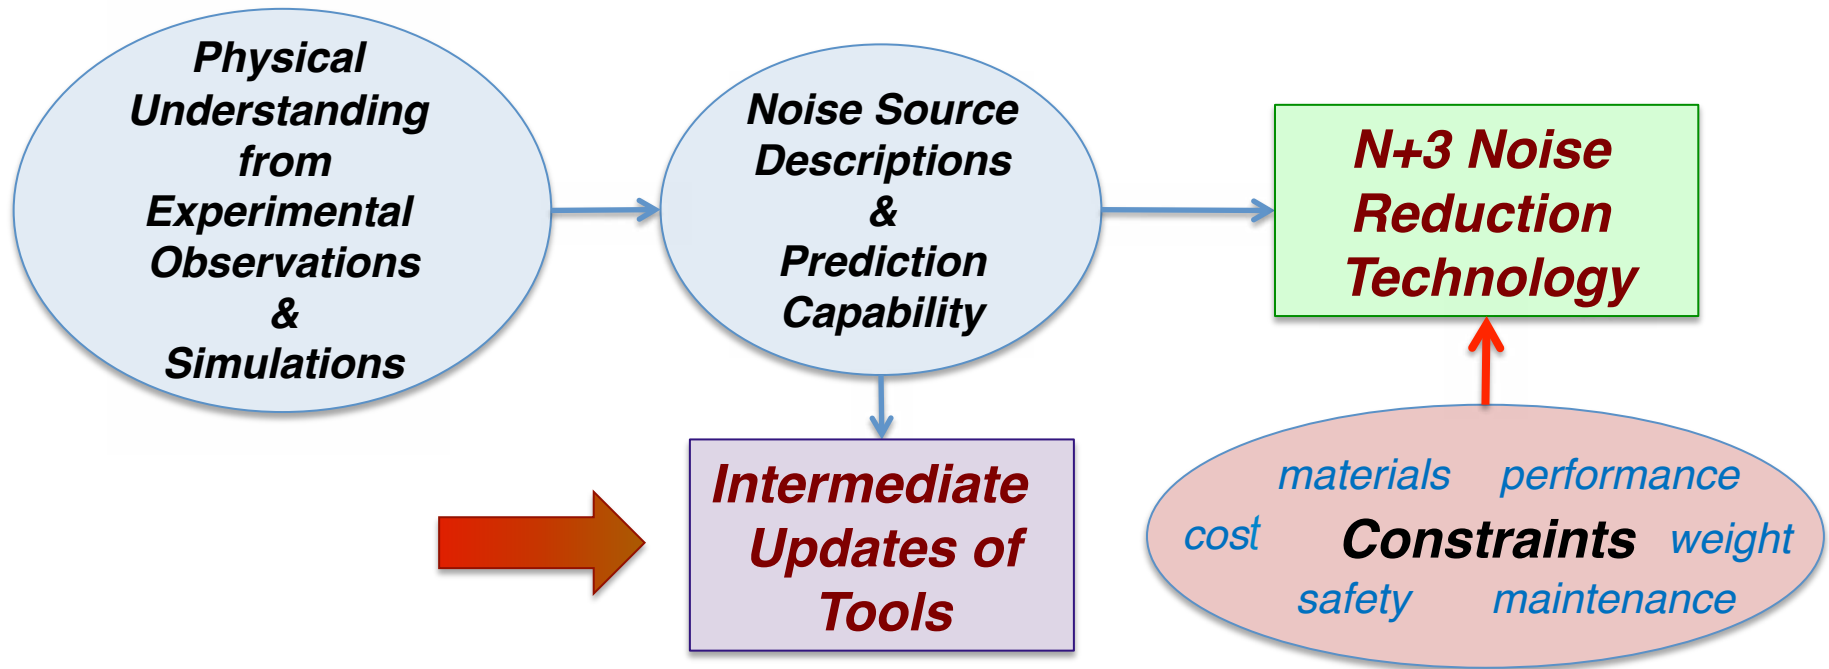 Physical
Understanding
from
Experimental
Observations
&
Simulations
Noise Source
Descriptions
&
Prediction
Capability
N+3 Noise
Reduction
Technology
Intermediate
Updates of
Tools
materials performance
cost Constraints weight
safety maintenance